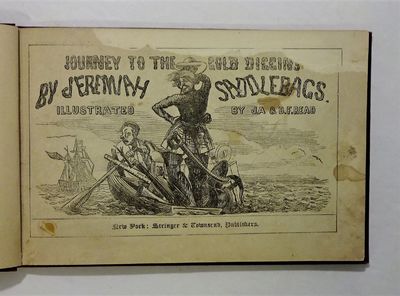 JOURNEY TO THE GOLD DIGGINS
BY JEREMIAH SADDLEBAGS.
ILLUSTRATED BY J.A & D.F. READ
New York: Stringer & Townsend, Publishers.